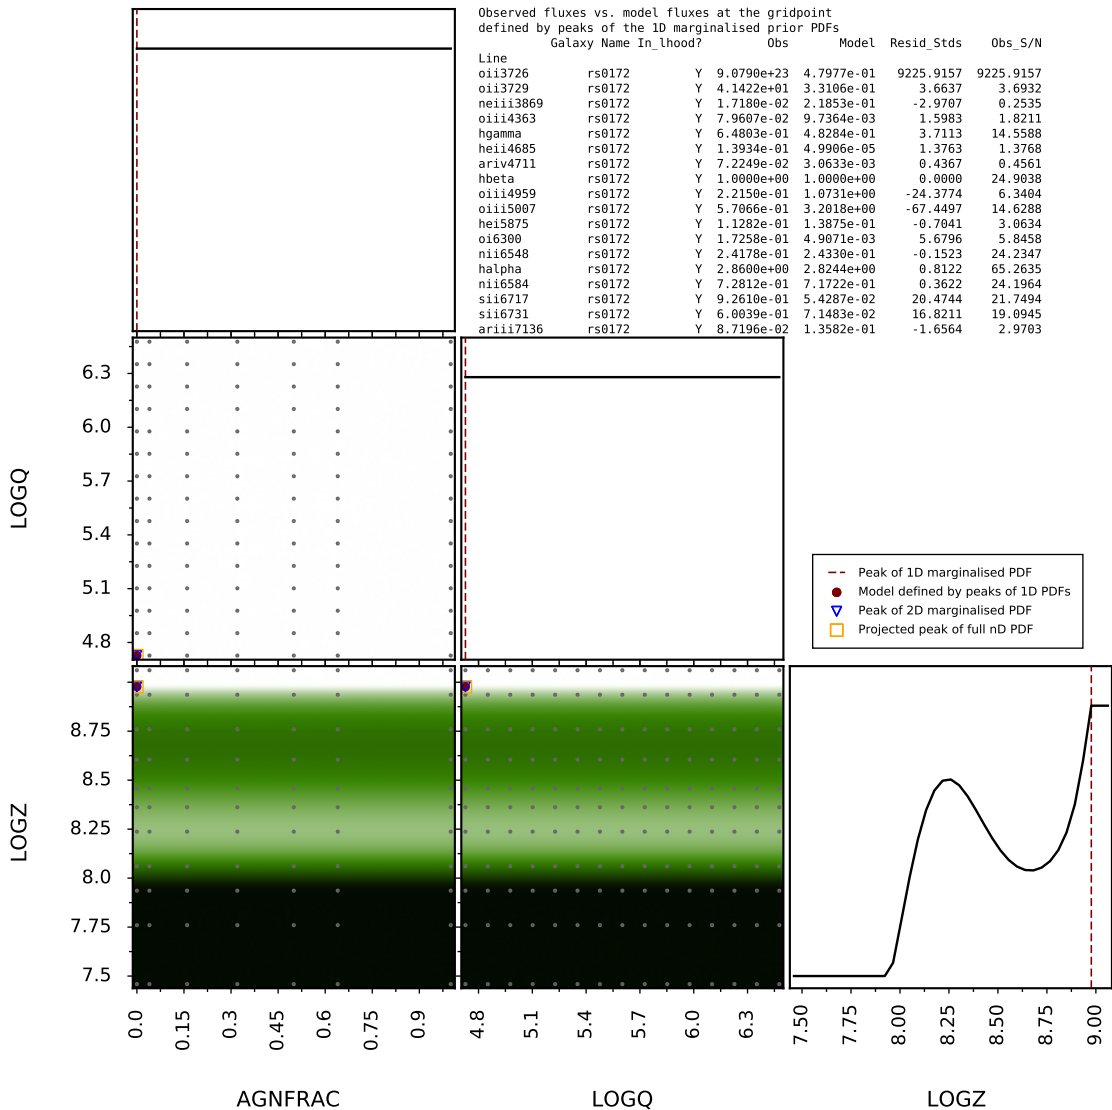 Observed fluxes vs. model fluxes at the gridpoint
defined by peaks of the 1D marginalised prior PDFs
Galaxy Name In_lhood? Obs Model Resid_Stds Obs_S/N
Line
oii3726 rs0172 Y 9.0790e+23 4.7977e-01 9225.9157 9225.9157
oii3729 rs0172 Y 4.1422e+01 3.3106e-01 3.6637 3.6932
neiii3869 rs0172 Y 1.7180e-02 2.1853e-01 -2.9707 0.2535
oiii4363 rs0172 Y 7.9607e-02 9.7364e-03 1.5983 1.8211
hgamma rs0172 Y 6.4803e-01 4.8284e-01 3.7113 14.5588
heii4685 rs0172 Y 1.3934e-01 4.9906e-05 1.3763 1.3768
ariv4711 rs0172 Y 7.2249e-02 3.0633e-03 0.4367 0.4561
hbeta rs0172 Y 1.0000e+00 1.0000e+00 0.0000 24.9038
oiii4959 rs0172 Y 2.2150e-01 1.0731e+00 -24.3774 6.3404
oiii5007 rs0172 Y 5.7066e-01 3.2018e+00 -67.4497 14.6288
hei5875 rs0172 Y 1.1282e-01 1.3875e-01 -0.7041 3.0634
oi6300 rs0172 Y 1.7258e-01 4.9071e-03 5.6796 5.8458
nii6548 rs0172 Y 2.4178e-01 2.4330e-01 -0.1523 24.2347
halpha rs0172 Y 2.8600e+00 2.8244e+00 0.8122 65.2635
nii6584 rs0172 Y 7.2812e-01 7.1722e-01 0.3622 24.1964
sii6717 rs0172 Y 9.2610e-01 5.4287e-02 20.4744 21.7494
sii6731 rs0172 Y 6.0039e-01 7.1483e-02 16.8211 19.0945
ariii7136 rs0172 Y 8.7196e-02 1.3582e-01 -1.6564 2.9703
6.3
6.0
5.7
5.4
5.1
4.8
LOGQ
Peak of 1D marginalised PDF
Model defined by peaks of 1D PDFs
Peak of 2D marginalised PDF
Projected peak of full nD PDF
8.75
8.5
8.25
8.0
7.75
7.5
LOGZ
0.0 0.15 0.3 0.45 0.6 0.75 0.9
4.8 5.1 5.4 5.7 6.0 6.3
7.50 7.75 8.00 8.25 8.50 8.75 9.00
AGNFRAC LOGQ LOGZ